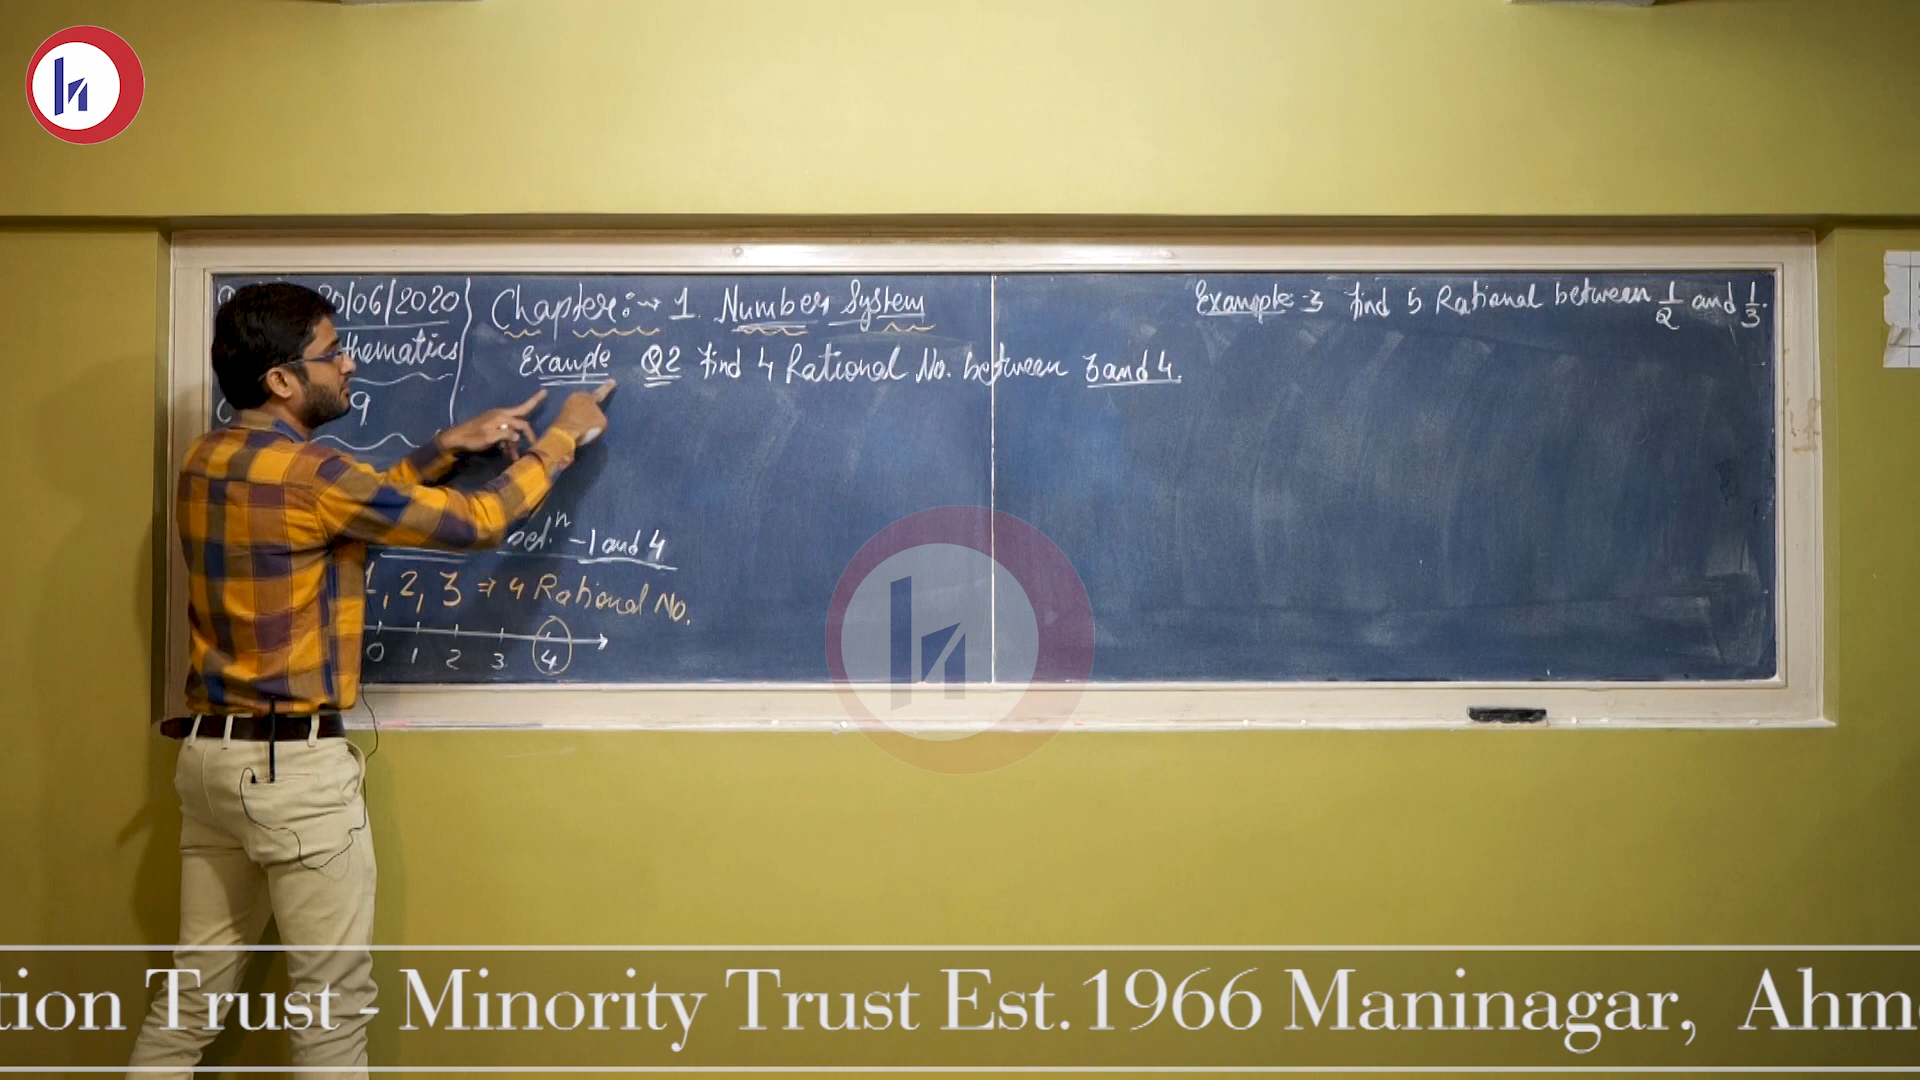 20/06/2020
thematics
9
Chapter:→ 1. Number System
Example Q2 find 4 Rational No. between 3 and 4.
Example-3 find 5 Rational between 1/2 and 1/3.
betⁿ -1 and 4
1, 2, 3 → 4 Rational No.
0 1 2 3 4
tion Trust - Minority Trust Est.1966 Maninagar, Ahm